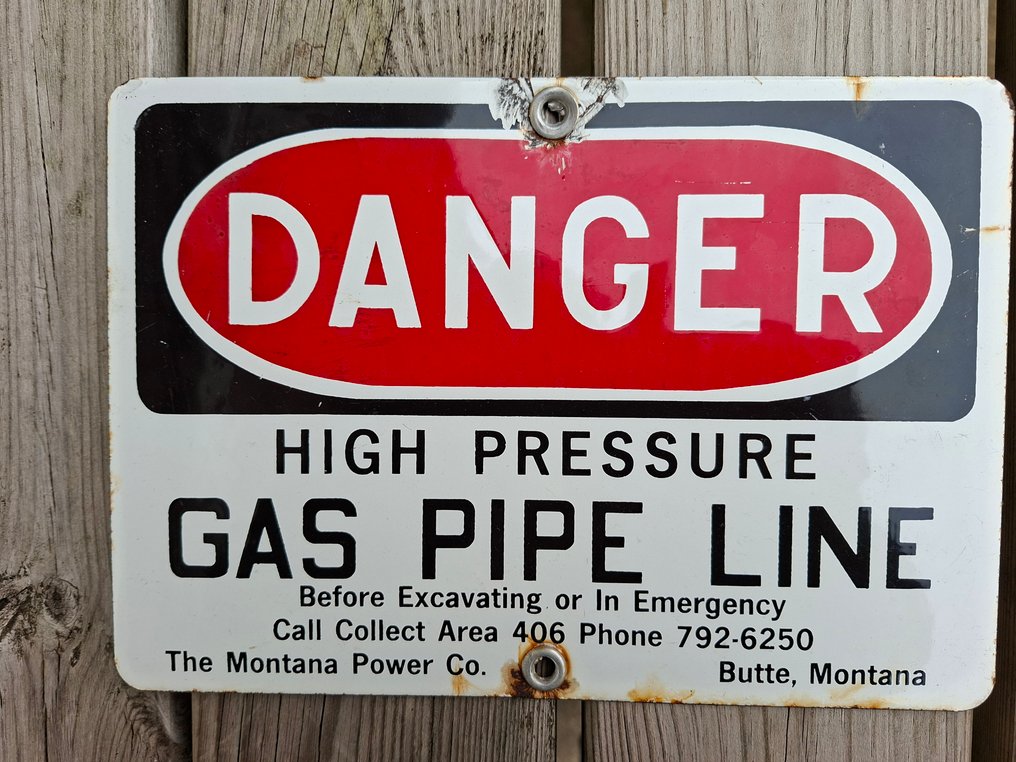 DANGER
HIGH PRESSURE
GAS PIPE LINE
Before Excavating or In Emergency
Call Collect Area 406 Phone 792-6250
The Montana Power Co. Butte, Montana